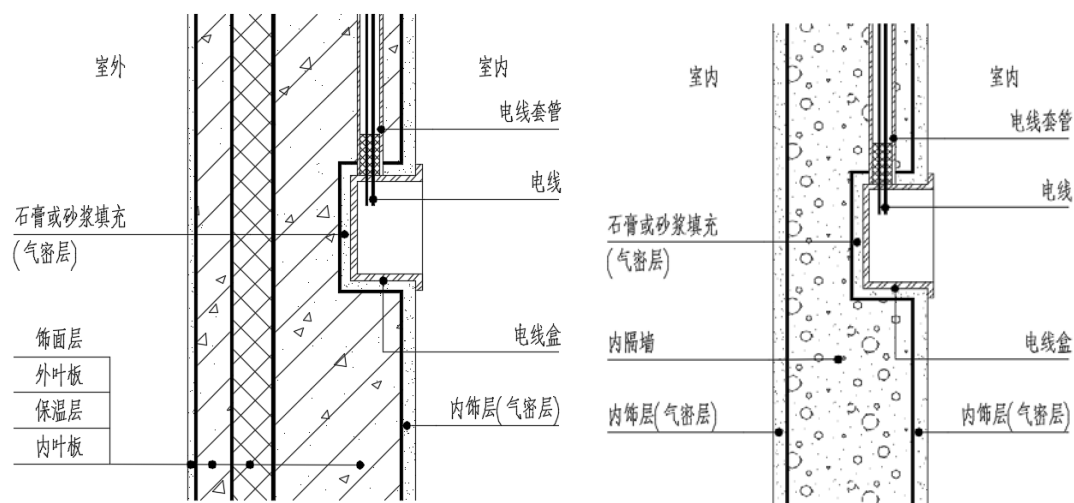 室外
室内
电线套管
电线
石膏或砂浆填充
(气密层)
电线盒
饰面层
外叶板
保温层
内叶板
内饰层(气密层)
室内
室内
电线套管
电线
石膏或砂浆填充
(气密层)
内隔墙
电线盒
内饰层(气密层)
内饰层(气密层)